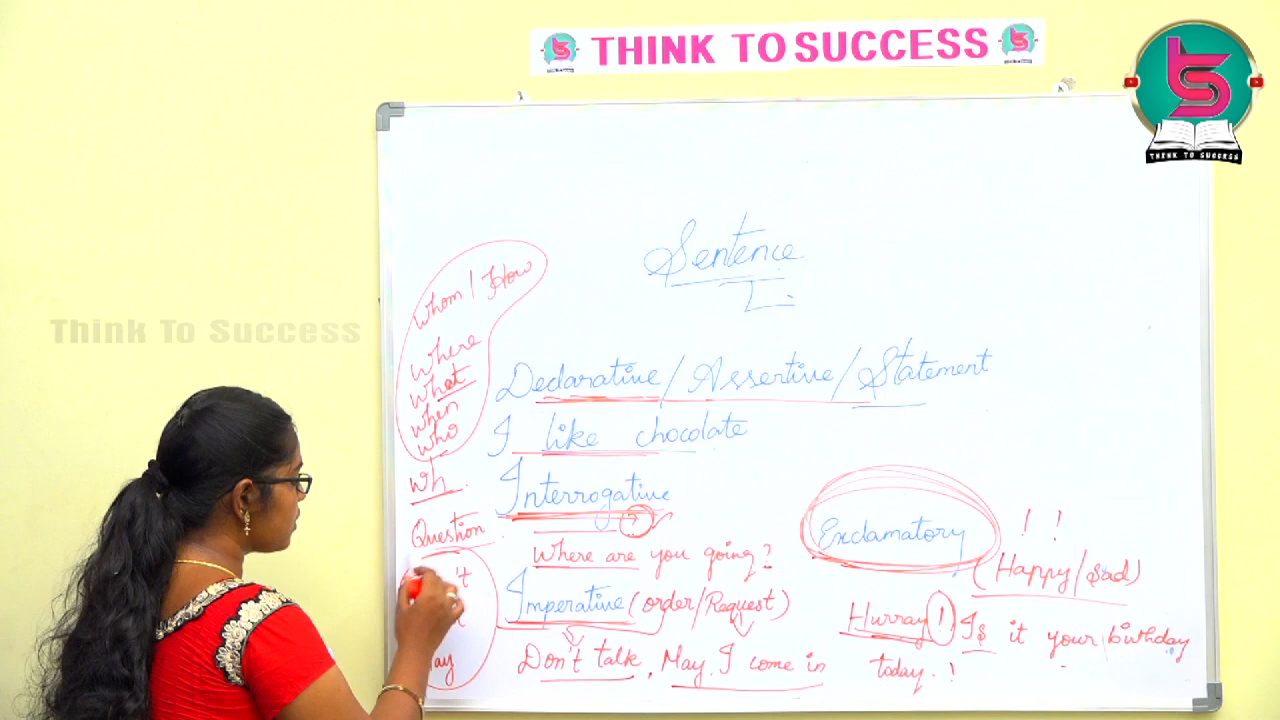 THINK TO SUCCESS
TS
THINK TO SUCCESS
Think To Success
Sentence
Whom / How
Where
What
When
Who
Wh
Question
't
May
Declarative / Assertive / Statement
I like chocolate
Interrogative ?
Where are you going?
Imperative (order/Request)
Don't talk, May I come in
Exclamatory ! !
(Happy/Sad)
Hurray! Is it your birthday
today.!